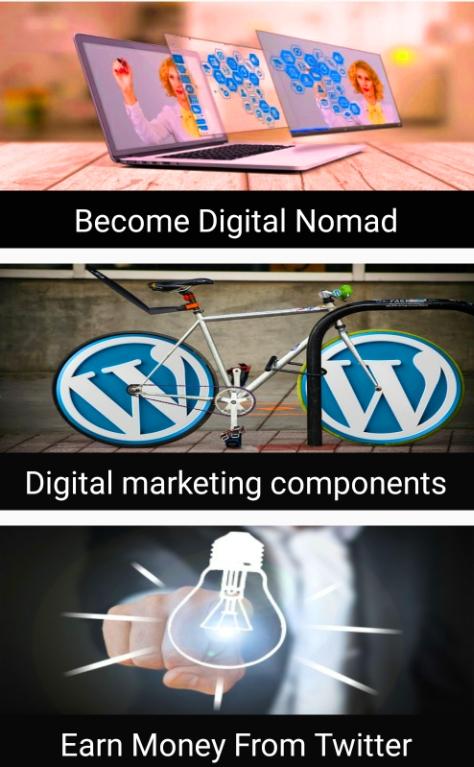 Become Digital Nomad
W
W
Digital marketing components
Earn Money From Twitter